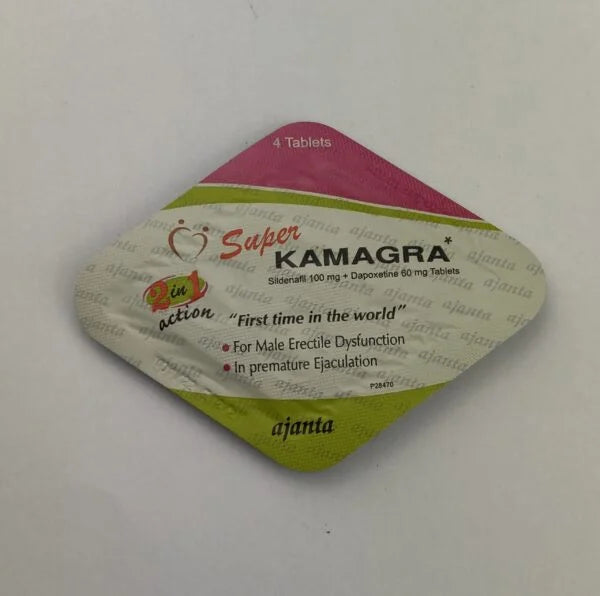 4 Tablets
Super
KAMAGRA*
Sildenafil 100 mg + Dapoxetine 60 mg Tablets
2 in 1
action
"First time in the world"
• For Male Erectile Dysfunction
• In premature Ejaculation
P28470
ajanta